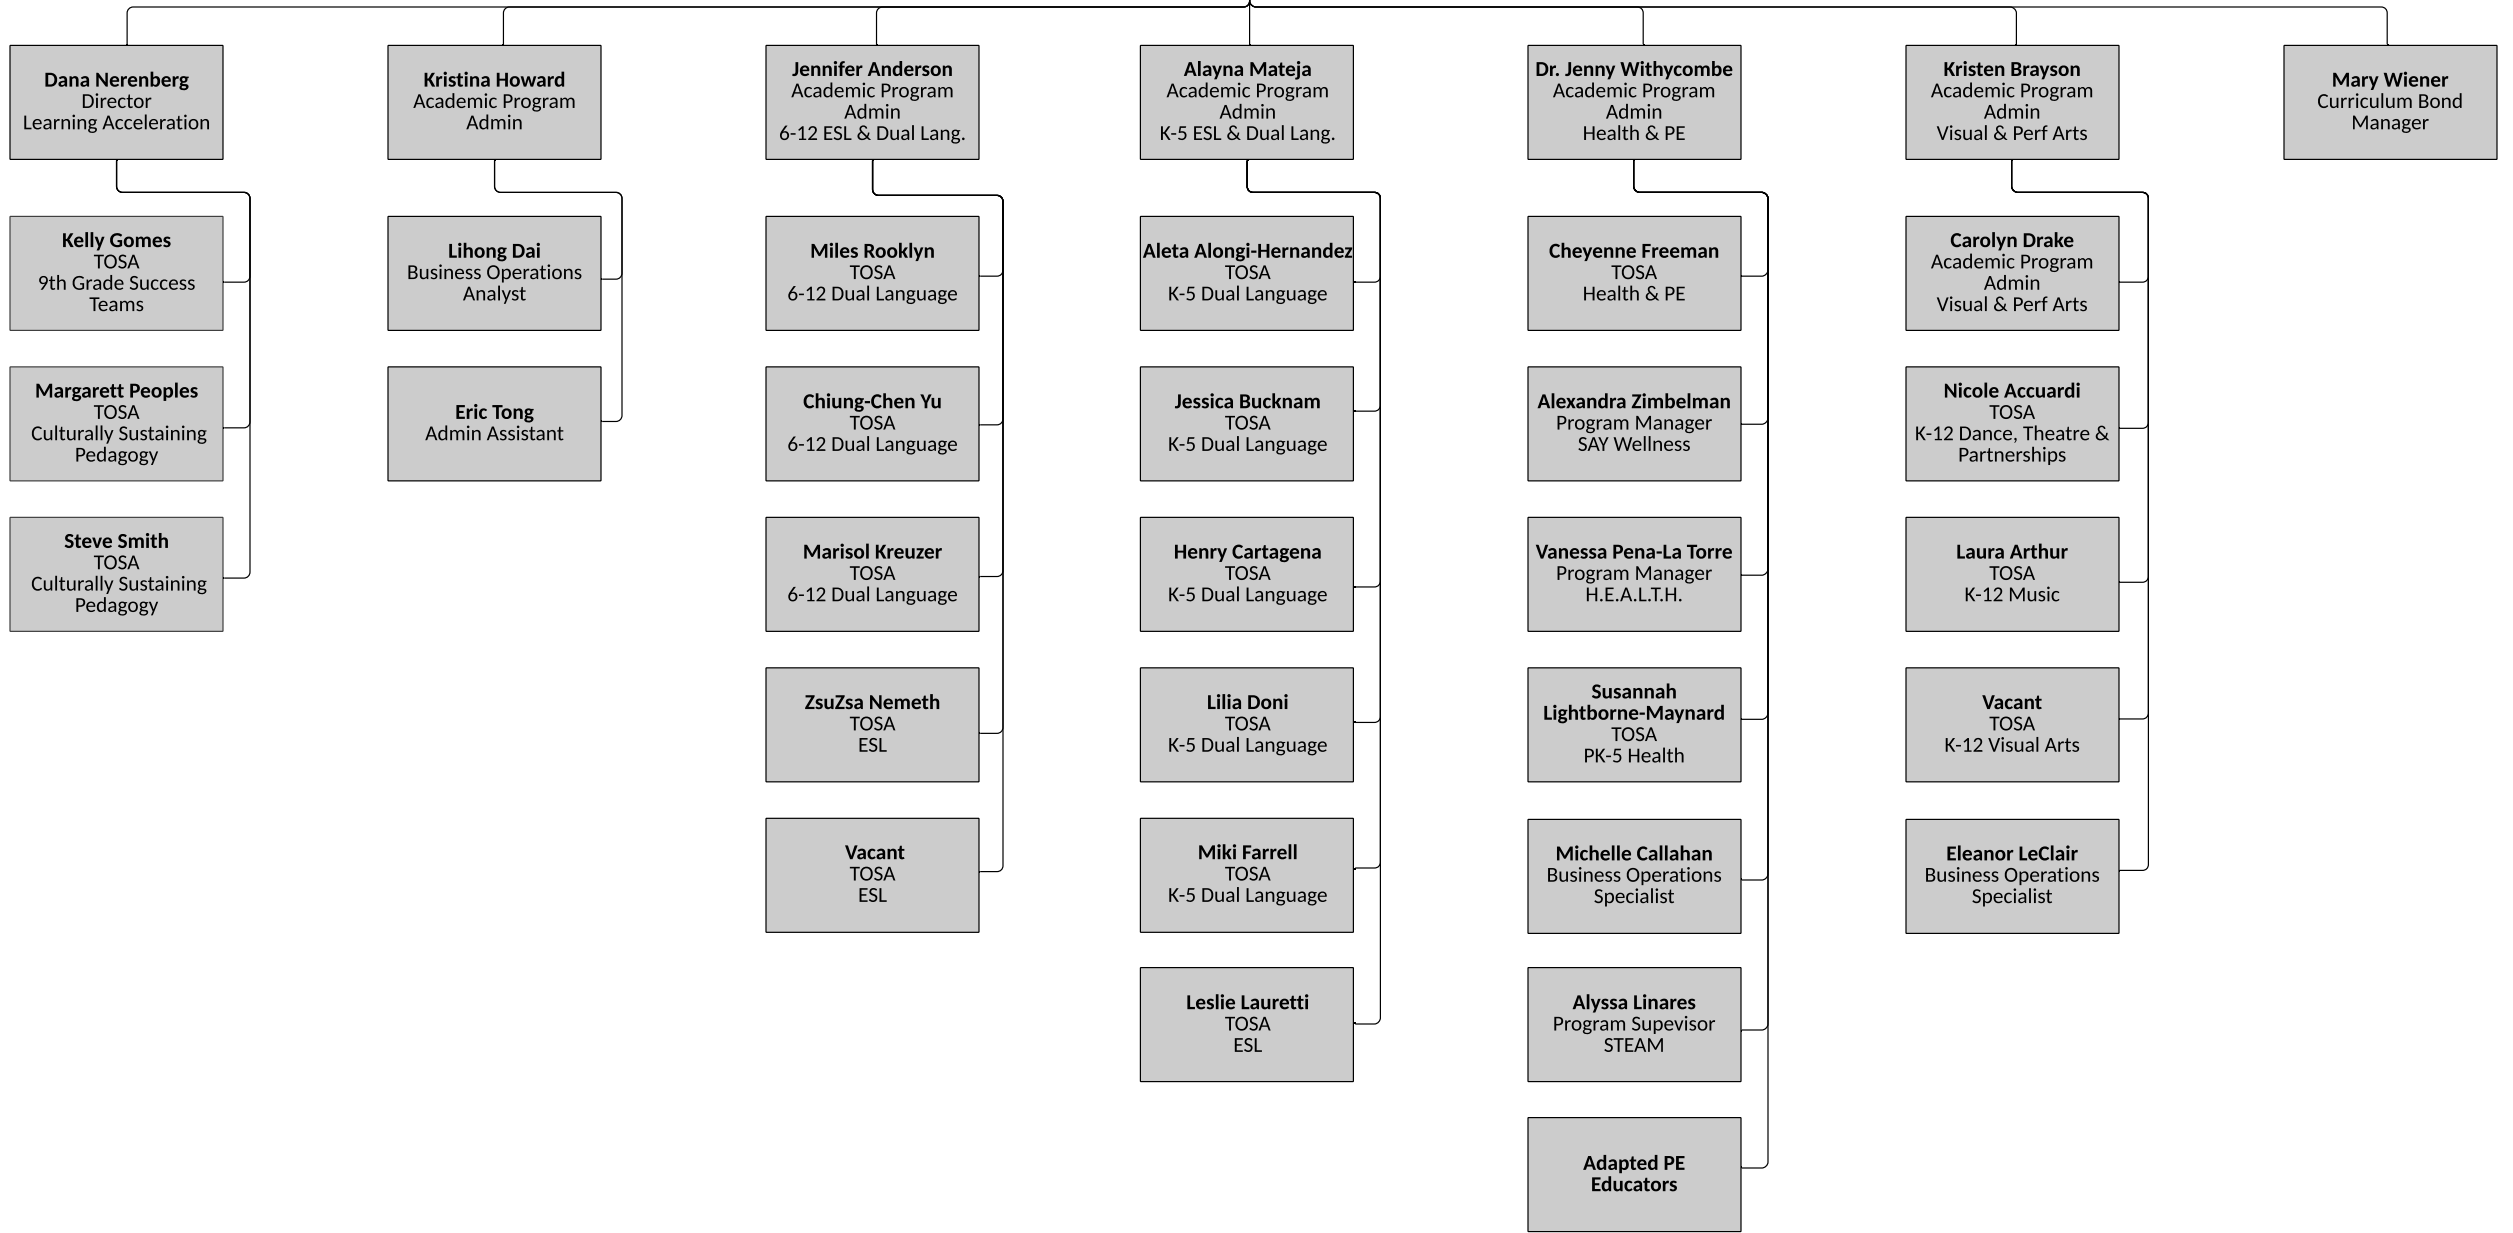 Dana Nerenberg
Director
Learning Acceleration
Kristina Howard
Academic Program
Admin
Jennifer Anderson
Academic Program
Admin
6-12 ESL & Dual Lang.
Alayna Mateja
Academic Program
Admin
K-5 ESL & Dual Lang.
Dr. Jenny Withycombe
Academic Program
Admin
Health & PE
Kristen Brayson
Academic Program
Admin
Visual & Perf Arts
Mary Wiener
Curriculum Bond
Manager
Kelly Gomes
TOSA
9th Grade Success
Teams
Margarett Peoples
TOSA
Culturally Sustaining
Pedagogy
Steve Smith
TOSA
Culturally Sustaining
Pedagogy
Lihong Dai
Business Operations
Analyst
Eric Tong
Admin Assistant
Miles Rooklyn
TOSA
6-12 Dual Language
Chiung-Chen Yu
TOSA
6-12 Dual Language
Marisol Kreuzer
TOSA
6-12 Dual Language
ZsuZsa Nemeth
TOSA
ESL
Vacant
TOSA
ESL
Aleta Alongi-Hernandez
TOSA
K-5 Dual Language
Jessica Bucknam
TOSA
K-5 Dual Language
Henry Cartagena
TOSA
K-5 Dual Language
Lilia Doni
TOSA
K-5 Dual Language
Miki Farrell
TOSA
K-5 Dual Language
Leslie Lauretti
TOSA
ESL
Cheyenne Freeman
TOSA
Health & PE
Alexandra Zimbelman
Program Manager
SAY Wellness
Vanessa Pena-La Torre
Program Manager
H.E.A.L.T.H.
Susannah
Lightborne-Maynard
TOSA
PK-5 Health
Michelle Callahan
Business Operations
Specialist
Alyssa Linares
Program Supevisor
STEAM
Adapted PE
Educators
Carolyn Drake
Academic Program
Admin
Visual & Perf Arts
Nicole Accuardi
TOSA
K-12 Dance, Theatre &
Partnerships
Laura Arthur
TOSA
K-12 Music
Vacant
TOSA
K-12 Visual Arts
Eleanor LeClair
Business Operations
Specialist